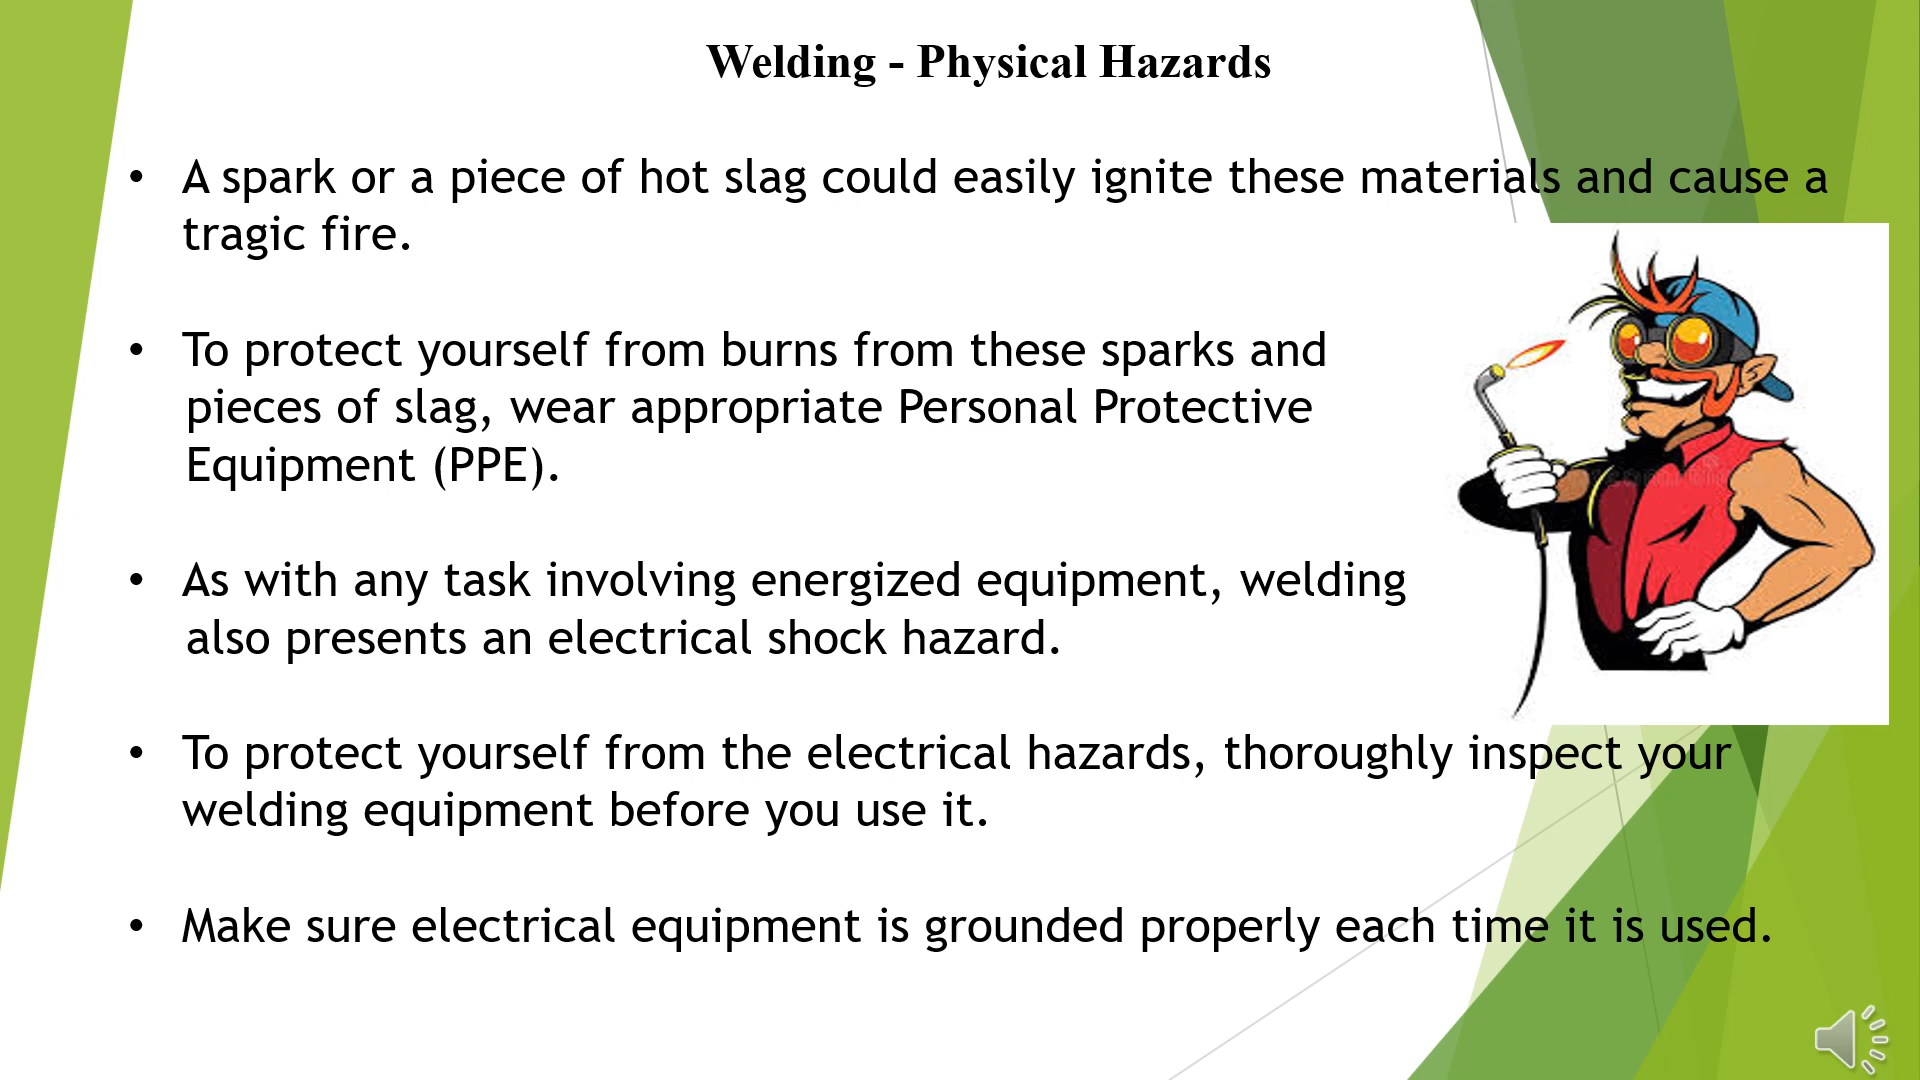 Welding - Physical Hazards
• A spark or a piece of hot slag could easily ignite these materials and cause a
tragic fire.
• To protect yourself from burns from these sparks and
pieces of slag, wear appropriate Personal Protective
Equipment (PPE).
• As with any task involving energized equipment, welding
also presents an electrical shock hazard.
• To protect yourself from the electrical hazards, thoroughly inspect your
welding equipment before you use it.
• Make sure electrical equipment is grounded properly each time it is used.